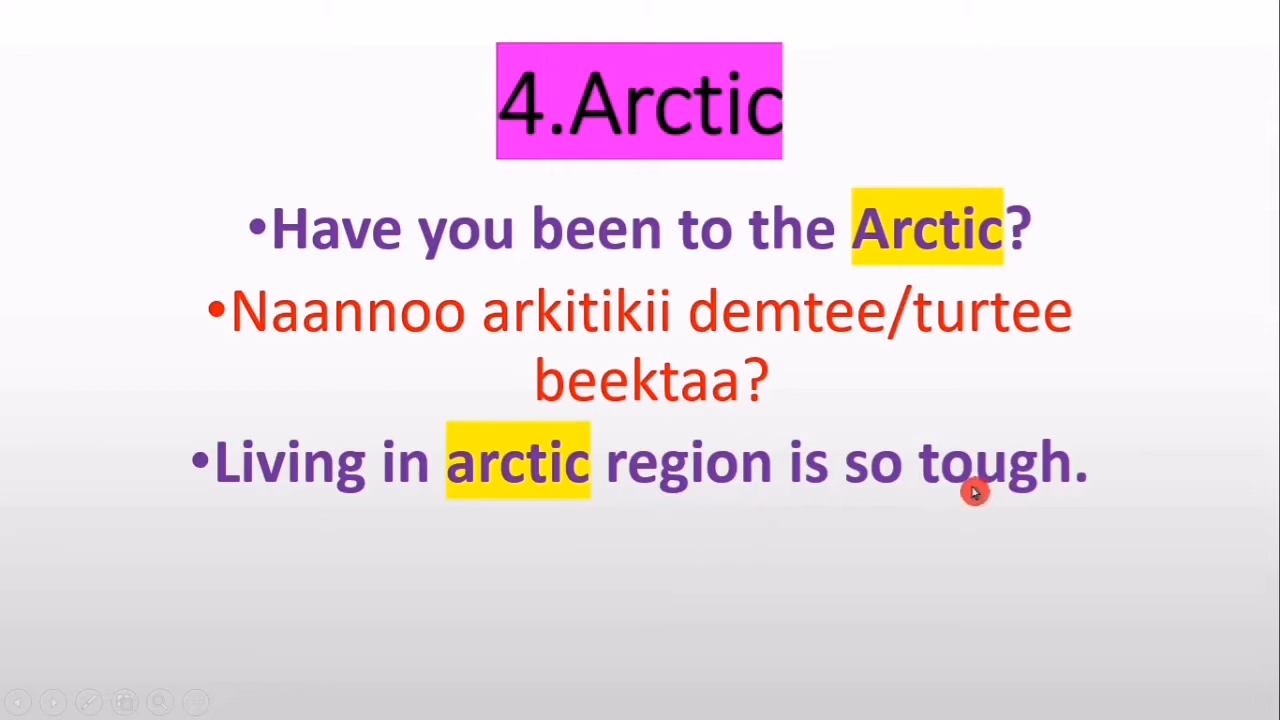 4.Arctic
•Have you been to the Arctic?
•Naannoo arkitikii demtee/turtee
beektaa?
•Living in arctic region is so tough.